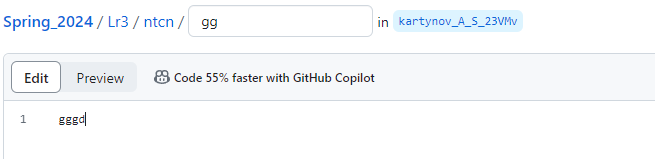 Spring_2024 / Lr3 / ntcn / gg in kartynov_A_S_23VMv
Edit Preview Code 55% faster with GitHub Copilot
1 gggd